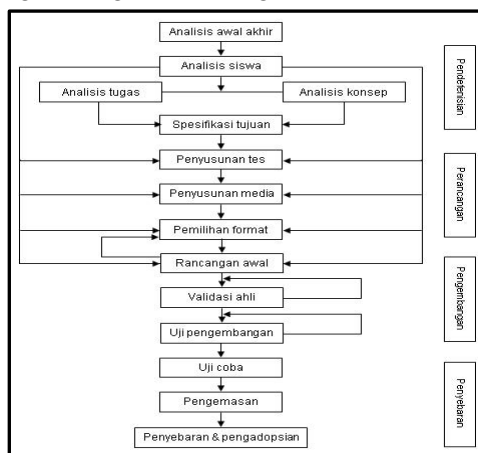 Analisis awal akhir
Analisis siswa
Analisis tugas
Analisis konsep
Spesifikasi tujuan
Penyusunan tes
Penyusunan media
Pemilihan format
Rancangan awal
Validasi ahli
Uji pengembangan
Uji coba
Pengemasan
Penyebaran & pengadopsian
Pendefenisian
Perancangan
Pengembangan
Penyebaran